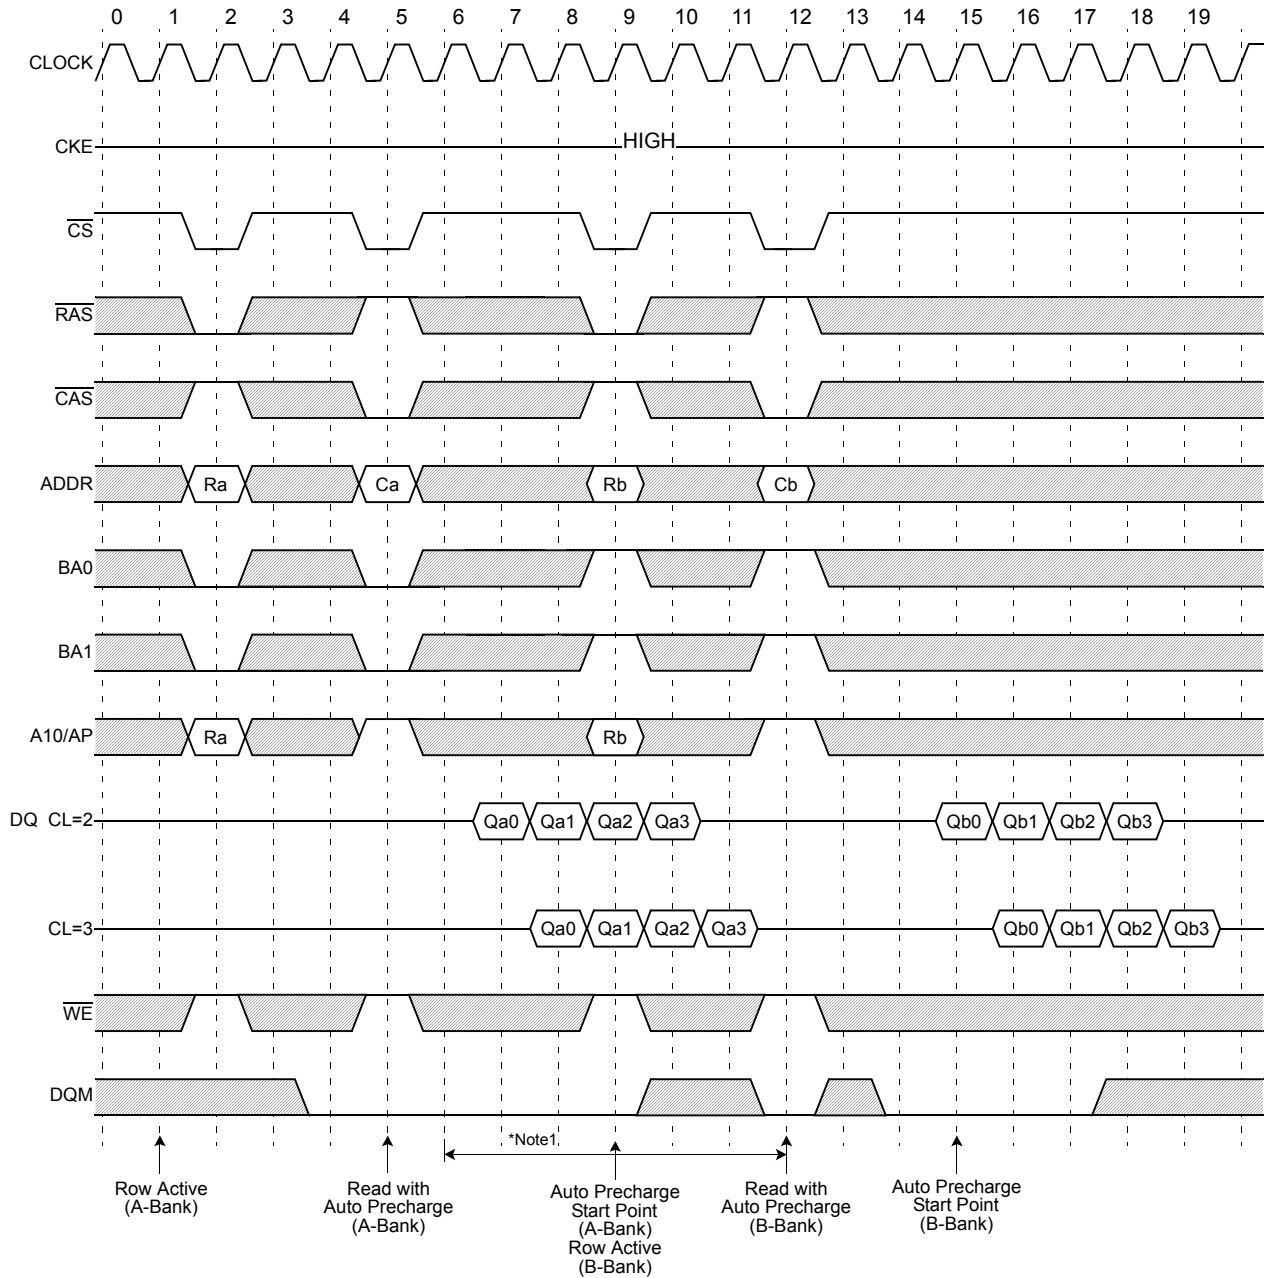 0 1 2 3 4 5 6 7 8 9 10 11 12 13 14 15 16 17 18 19
CLOCK
CKE HIGH
CS
RAS
CAS
ADDR Ra Ca Rb Cb
BA0
BA1
A10/AP Ra Rb
DQ CL=2 Qa0 Qa1 Qa2 Qa3 Qb0 Qb1 Qb2 Qb3
CL=3 Qa0 Qa1 Qa2 Qa3 Qb0 Qb1 Qb2 Qb3
WE
DQM
*Note1
Row Active
(A-Bank)
Read with
Auto Precharge
(A-Bank)
Auto Precharge
Start Point
(A-Bank)
Row Active
(B-Bank)
Read with
Auto Precharge
(B-Bank)
Auto Precharge
Start Point
(B-Bank)